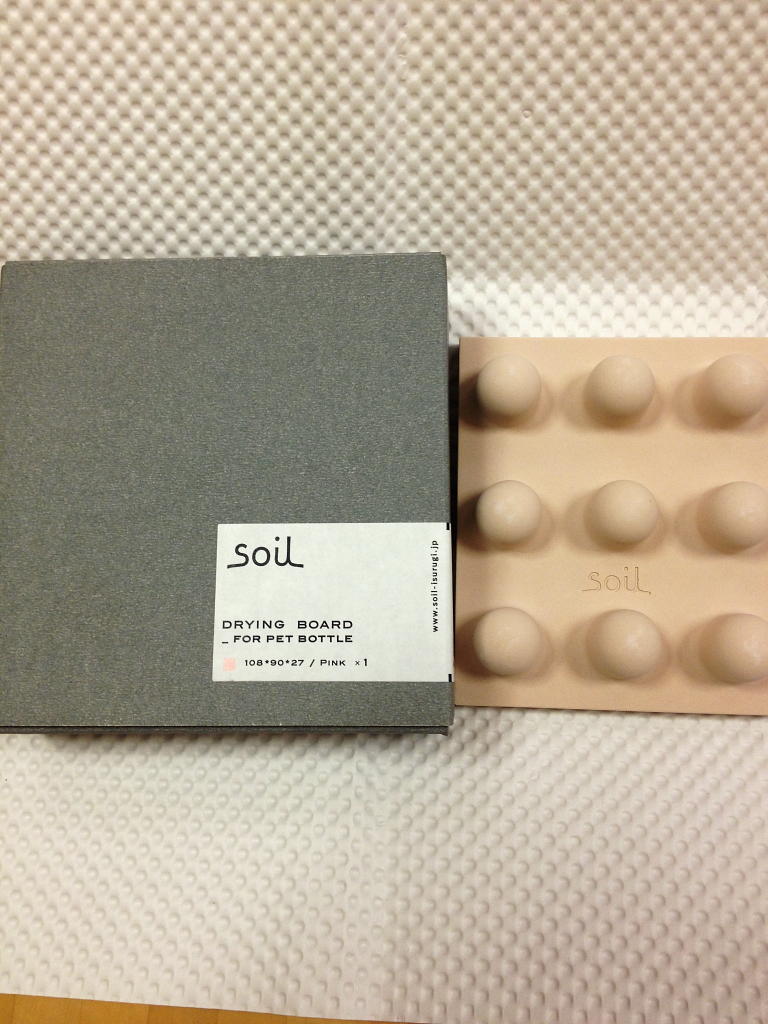 soil
DRYING BOARD
_ FOR PET BOTTLE
108*90*27 / PINK ×1
www.soil-isurugi.jp
soil